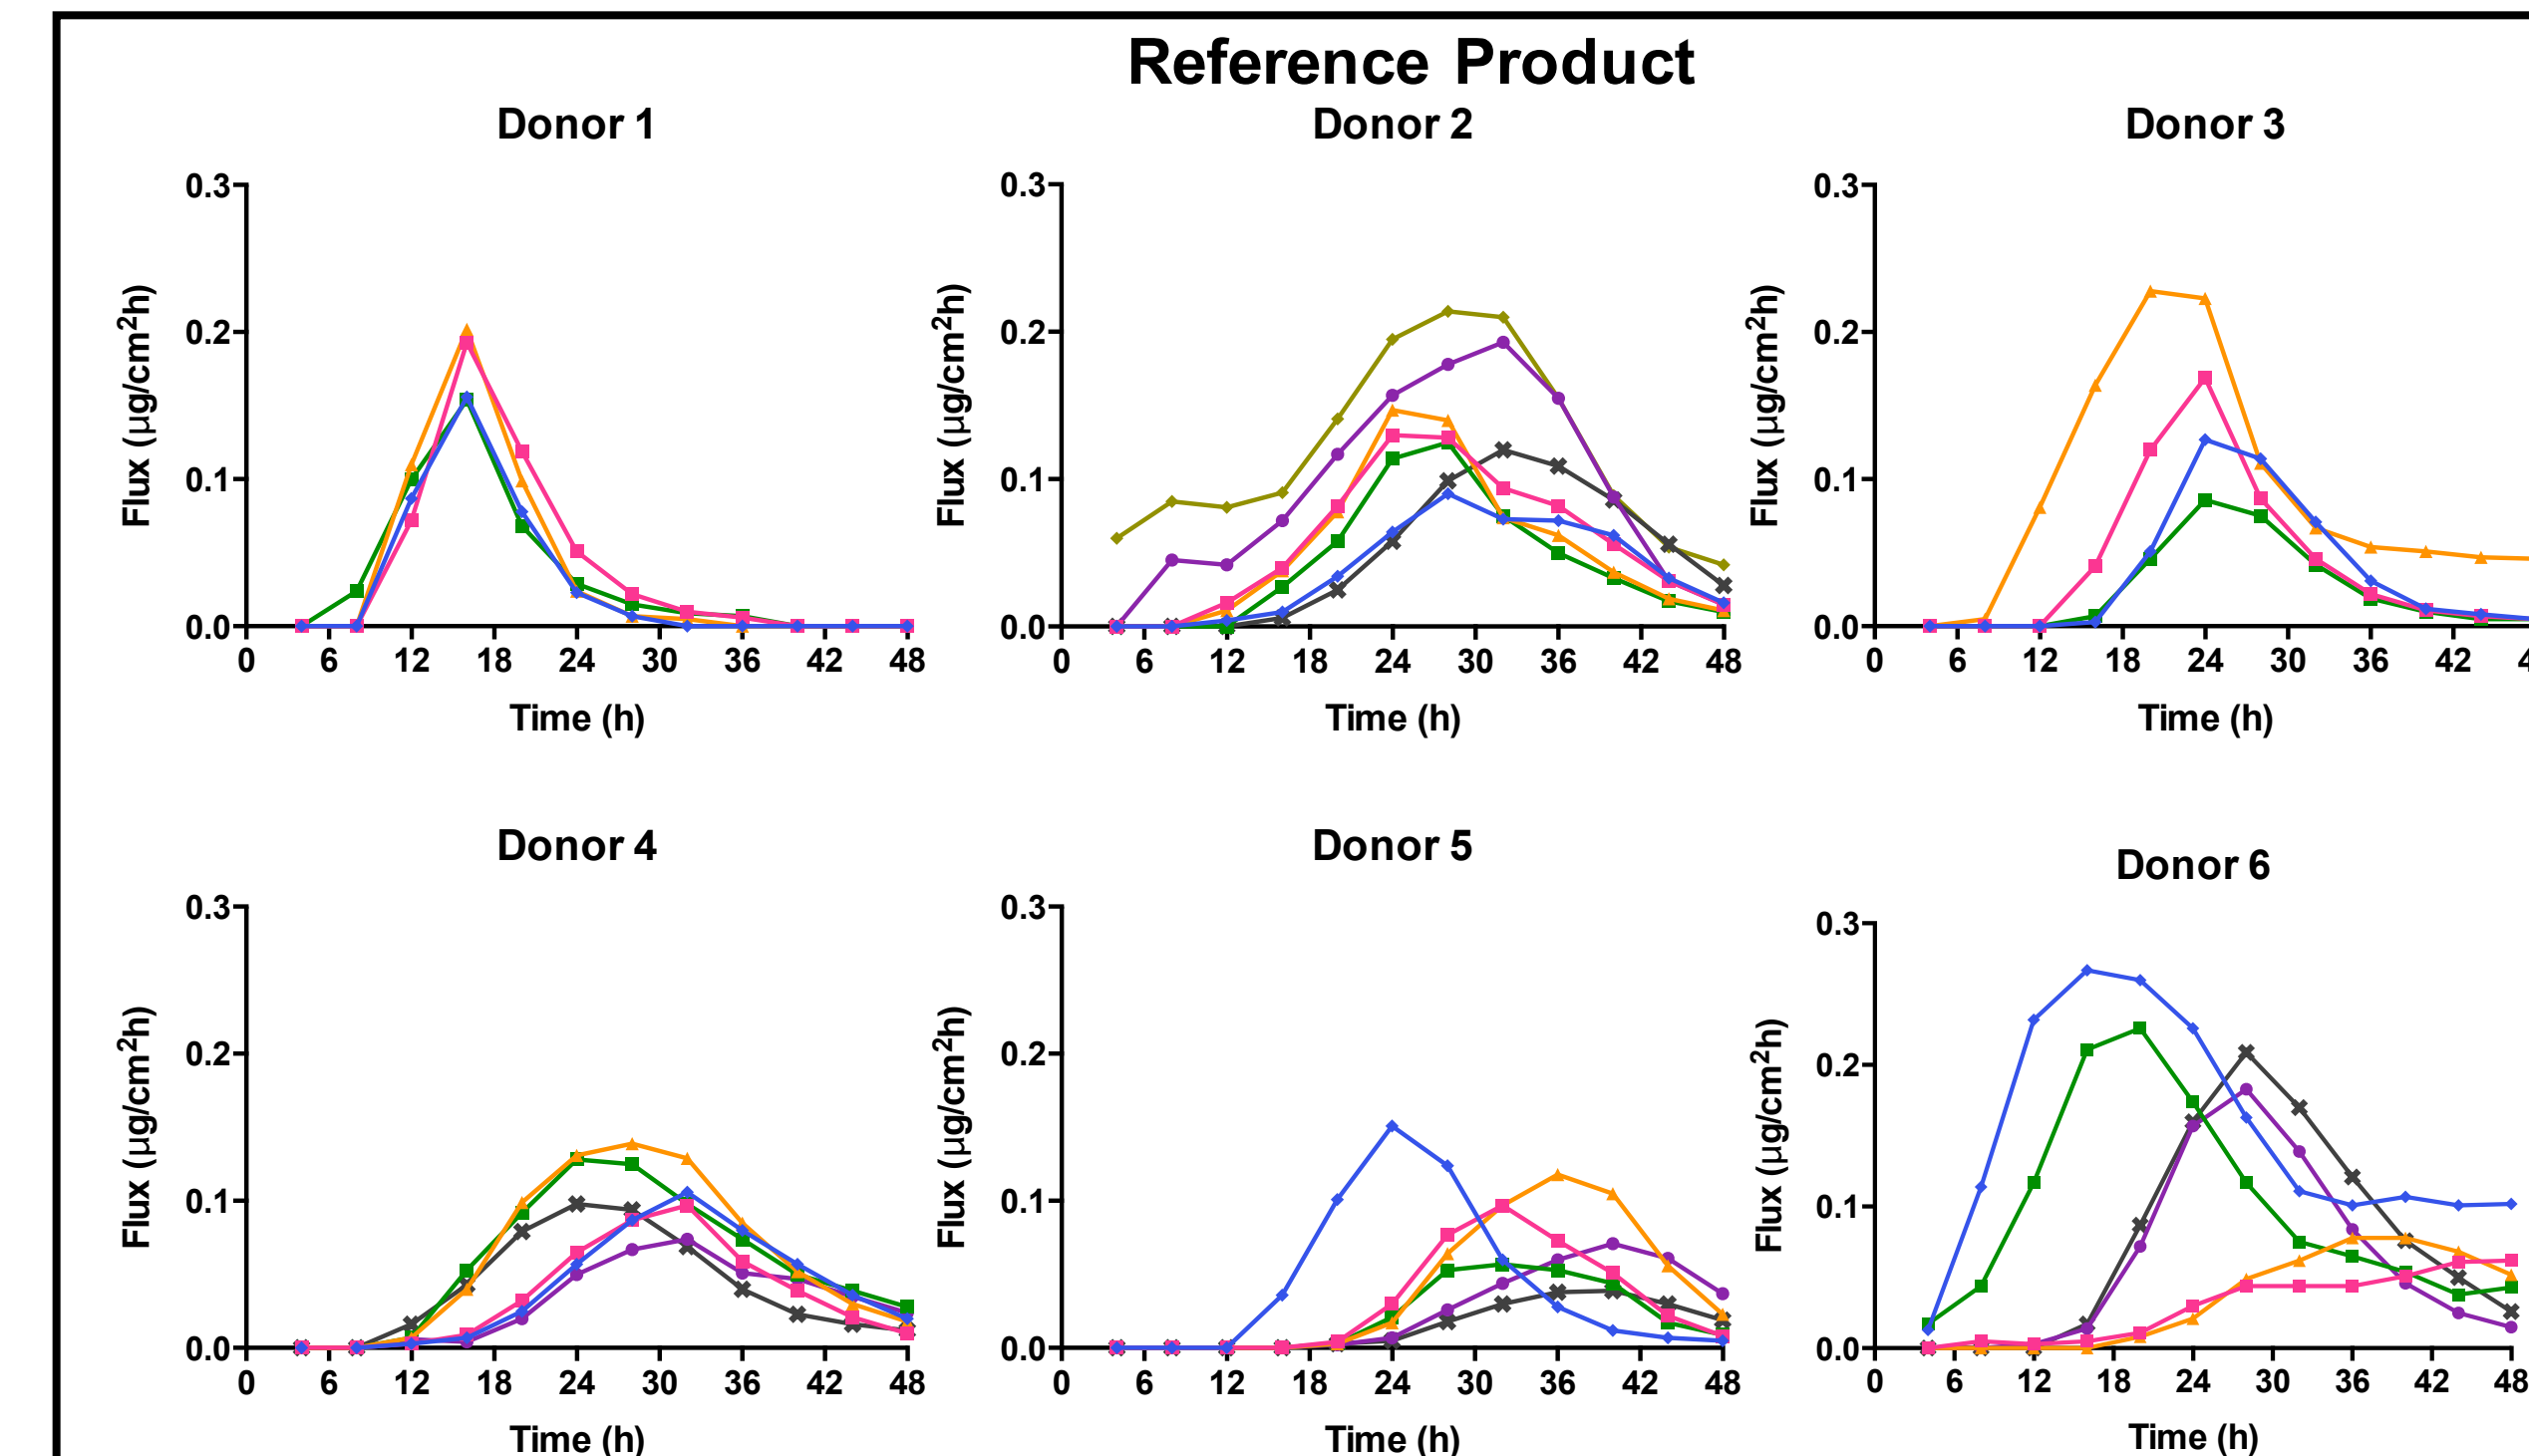 Reference Product
Donor 1
Donor 2
Donor 3
0.3
0.2
0.1
0.0
Flux (µg/cm²h)
0 6 12 18 24 30 36 42 48
Time (h)
0.3
0.2
0.1
0.0
Flux (µg/cm²h)
0 6 12 18 24 30 36 42 48
Time (h)
0.3
0.2
0.1
0.0
Flux (µg/cm²h)
0 6 12 18 24 30 36 42 4
Time (h)
Donor 4
Donor 5
Donor 6
0.3
0.2
0.1
0.0
Flux (µg/cm²h)
0 6 12 18 24 30 36 42 48
Time (h)
0.3
0.2
0.1
0.0
Flux (µg/cm²h)
0 6 12 18 24 30 36 42 48
Time (h)
0.3
0.2
0.1
0.0
Flux (µg/cm²h)
0 6 12 18 24 30 36 42 48
Time (h)